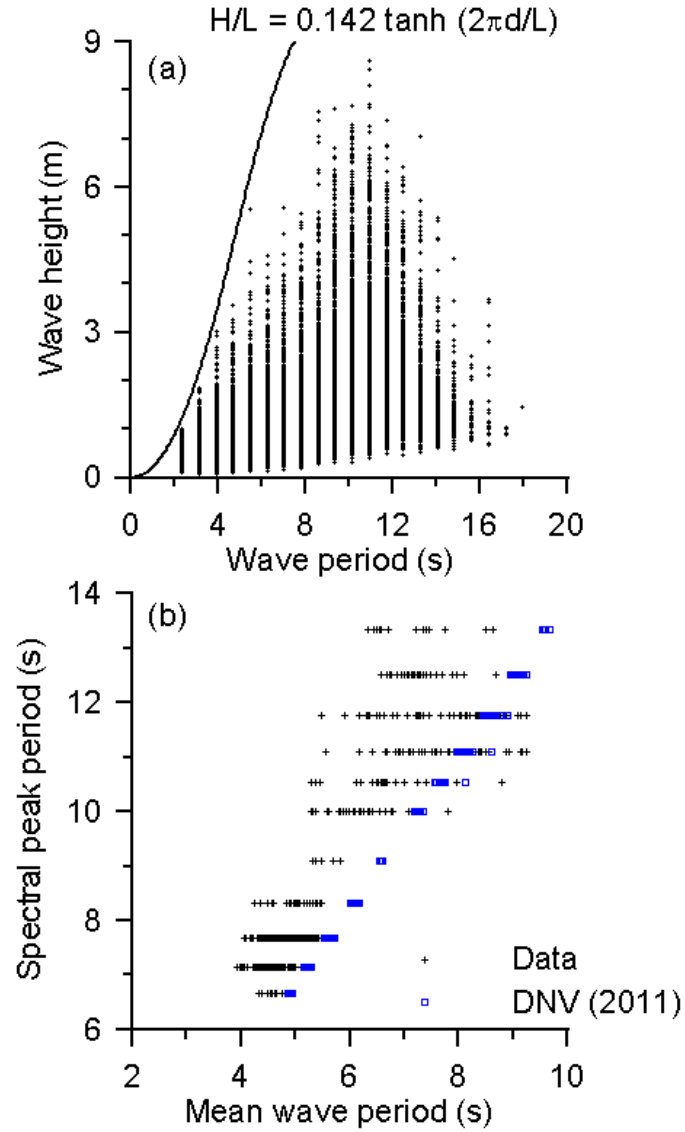 H/L = 0.142 tanh (2πd/L)
(a)
Wave height (m)
9
6
3
0
0 4 8 12 16 20
Wave period (s)
(b)
Spectral peak period (s)
14
12
10
8
6
Data
DNV (2011)
2 4 6 8 10
Mean wave period (s)